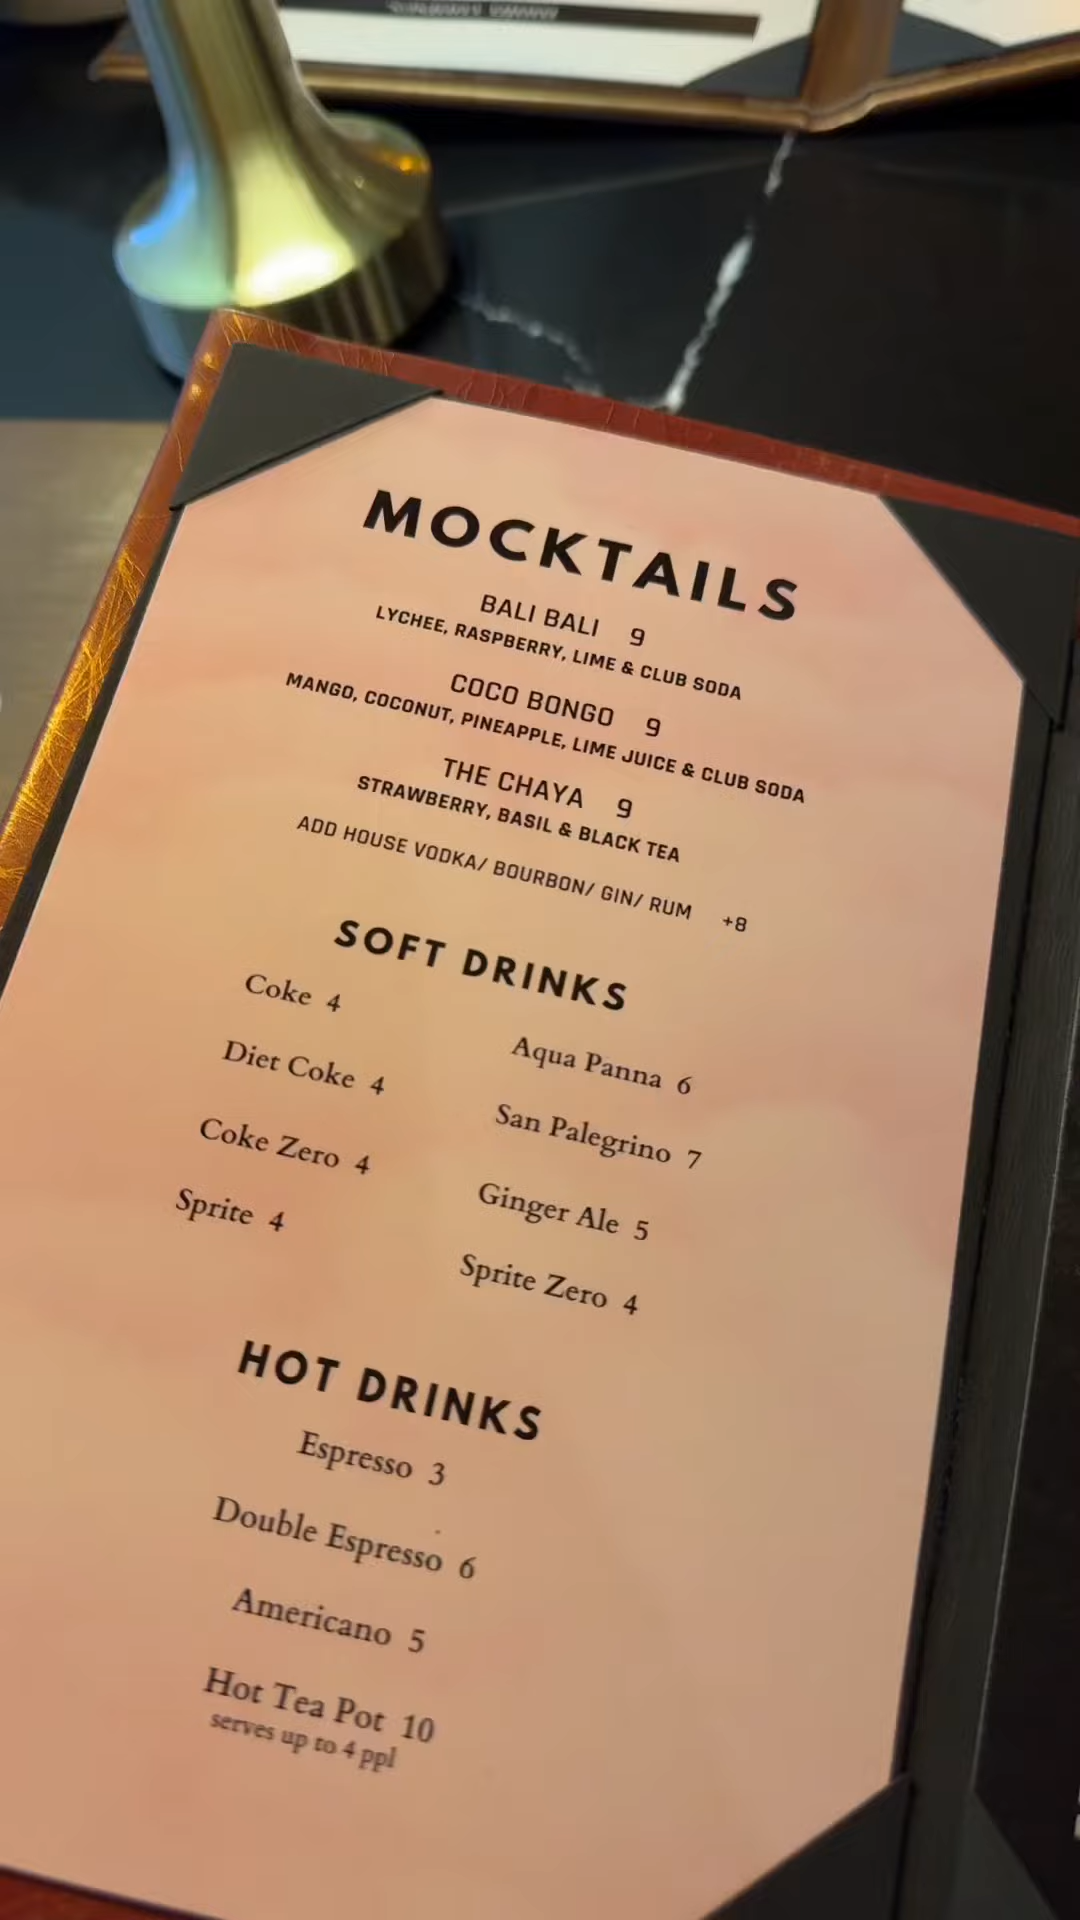 MOCKTAILS
BALI BALI 9
LYCHEE, RASPBERRY, LIME & CLUB SODA
COCO BONGO 9
MANGO, COCONUT, PINEAPPLE, LIME JUICE & CLUB SODA
THE CHAYA 9
STRAWBERRY, BASIL & BLACK TEA
ADD HOUSE VODKA/ BOURBON/ GIN/ RUM +8
SOFT DRINKS
Coke 4
Diet Coke 4
Coke Zero 4
Sprite 4
Aqua Panna 6
San Palegrino 7
Ginger Ale 5
Sprite Zero 4
HOT DRINKS
Espresso 3
Double Espresso 6
Americano 5
Hot Tea Pot 10
serves up to 4 ppl